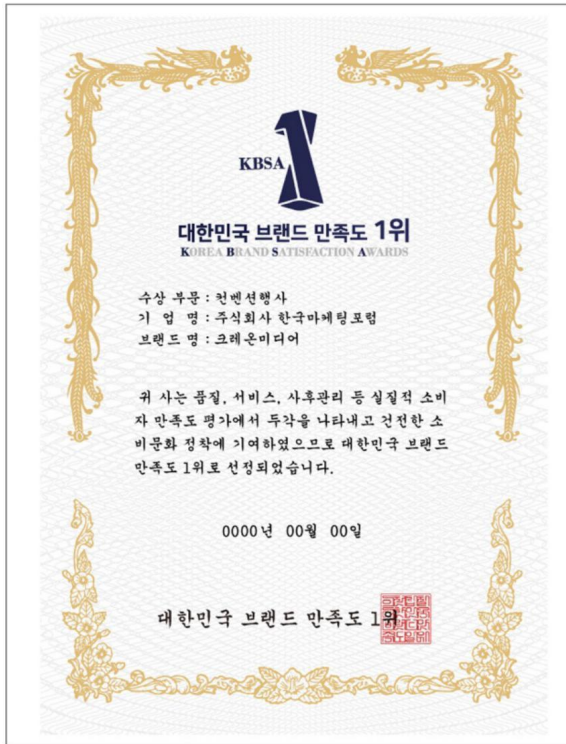 KBSA
대한민국 브랜드 만족도 1위
KOREA BRAND SATISFACTION AWARDS
수상 부문 : 컨벤션행사
기 업 명 : 주식회사 한국마케팅포럼
브랜드 명 : 크레온미디어
귀 사는 품질, 서비스, 사후관리 등 실질적 소비
자 만족도 평가에서 두각을 나타내고 건전한 소
비문화 정착에 기여하였으므로 대한민국 브랜드
만족도 1위로 선정되었습니다.
0000년 00월 00일
대한민국 브랜드 만족도 1위